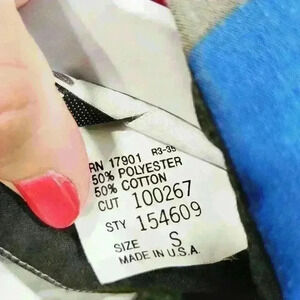 RN 17901 R3-35
50% POLYESTER
50% COTTON
CUT 100267
STY 154609
SIZE S
MADE IN U.S.A.